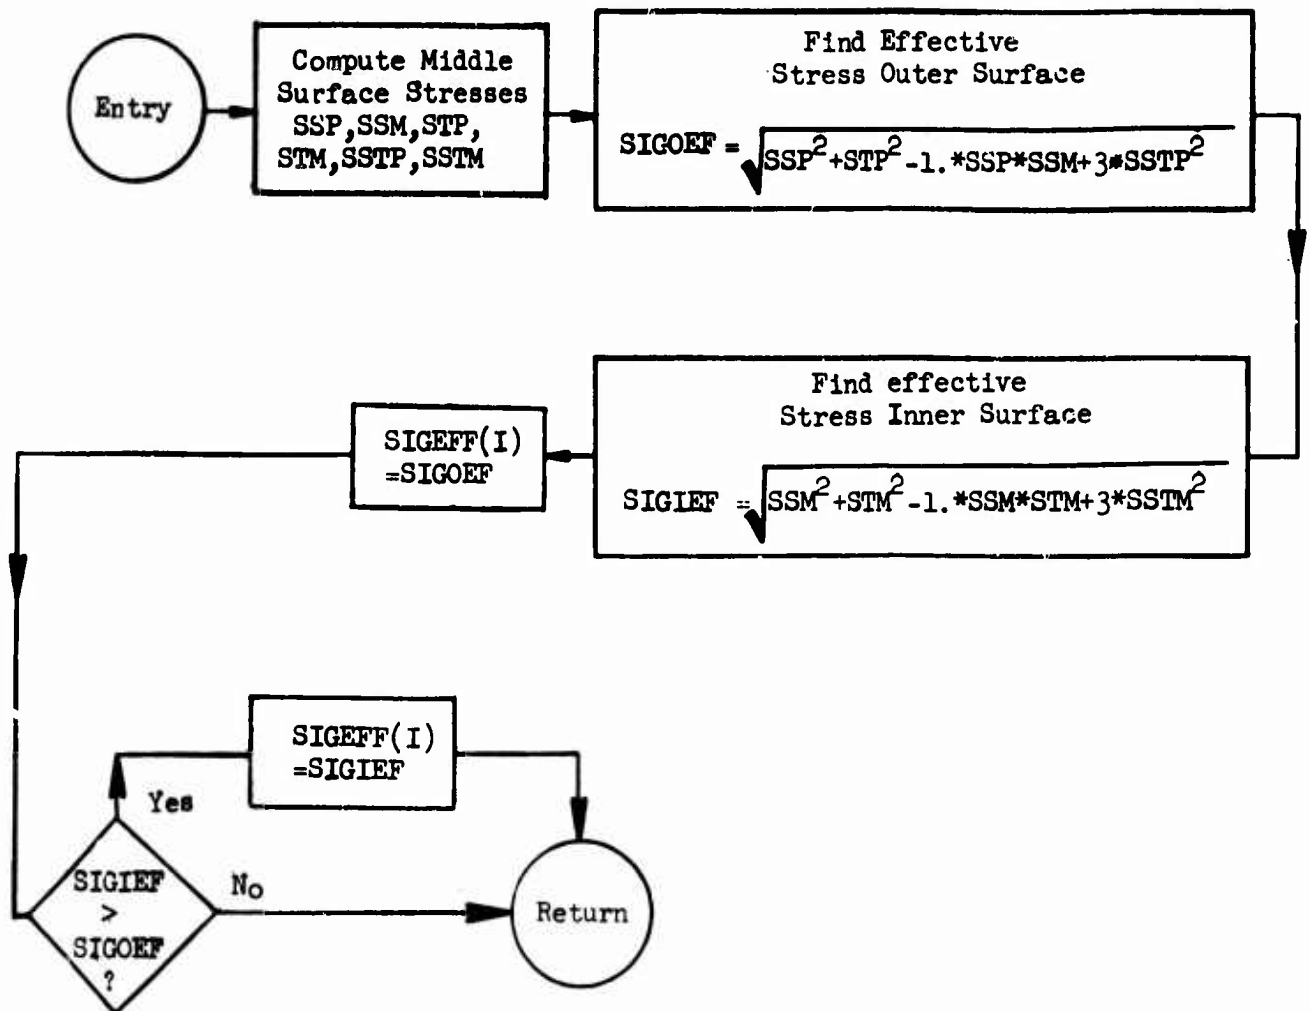 Entry
Compute Middle
Surface Stresses
SSP,SSM,STP,
STM,SSTP,SSTM
Find Effective
Stress Outer Surface
SIGOEF = √SSP²+STP²-1.*SSP*SSM+3*SSTP²
Find effective
Stress Inner Surface
SIGIEF = √SSM²+STM²-1.*SSM*STM+3*SSTM²
SIGEFF(I)
=SIGOEF
SIGEFF(I)
=SIGIEF
Yes
SIGIEF
>
SIGOEF
?
No
Return